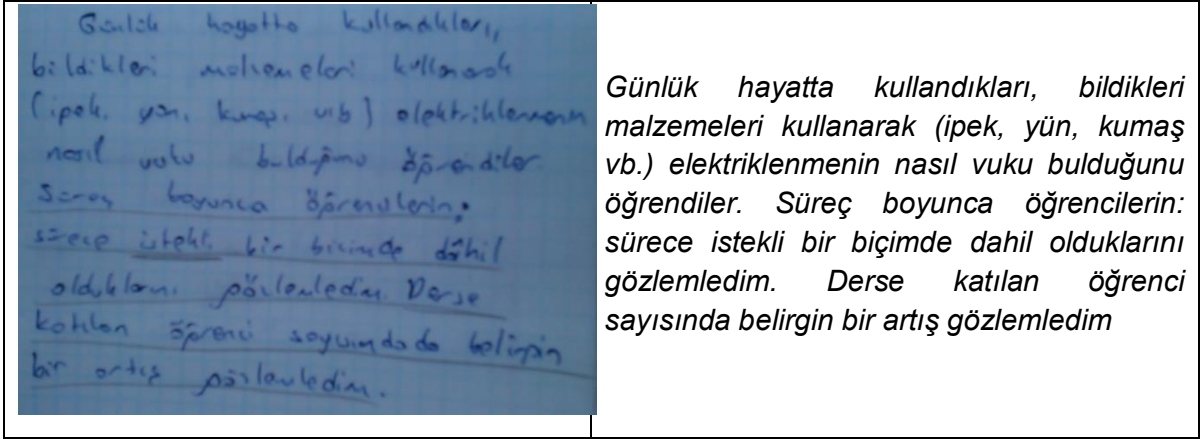 Günlük hayatta kullandıkları,
bildikleri malzemeleri kullanarak
(ipek, yün, kumaş, vb) elektriklenmenin
nasıl vuku bulduğunu öğrendiler.
Süreç boyunca öğrencilerin;
sürece istekli bir biçimde dâhil
olduklarını gözlemledim. Derse
katılan öğrenci sayısında da belirgin
bir artış gözlemledim.
Günlük hayatta kullandıkları, bildikleri
malzemeleri kullanarak (ipek, yün, kumaş
vb.) elektriklenmenin nasıl vuku bulduğunu
öğrendiler. Süreç boyunca öğrencilerin:
sürece istekli bir biçimde dahil olduklarını
gözlemledim. Derse katılan öğrenci
sayısında belirgin bir artış gözlemledim